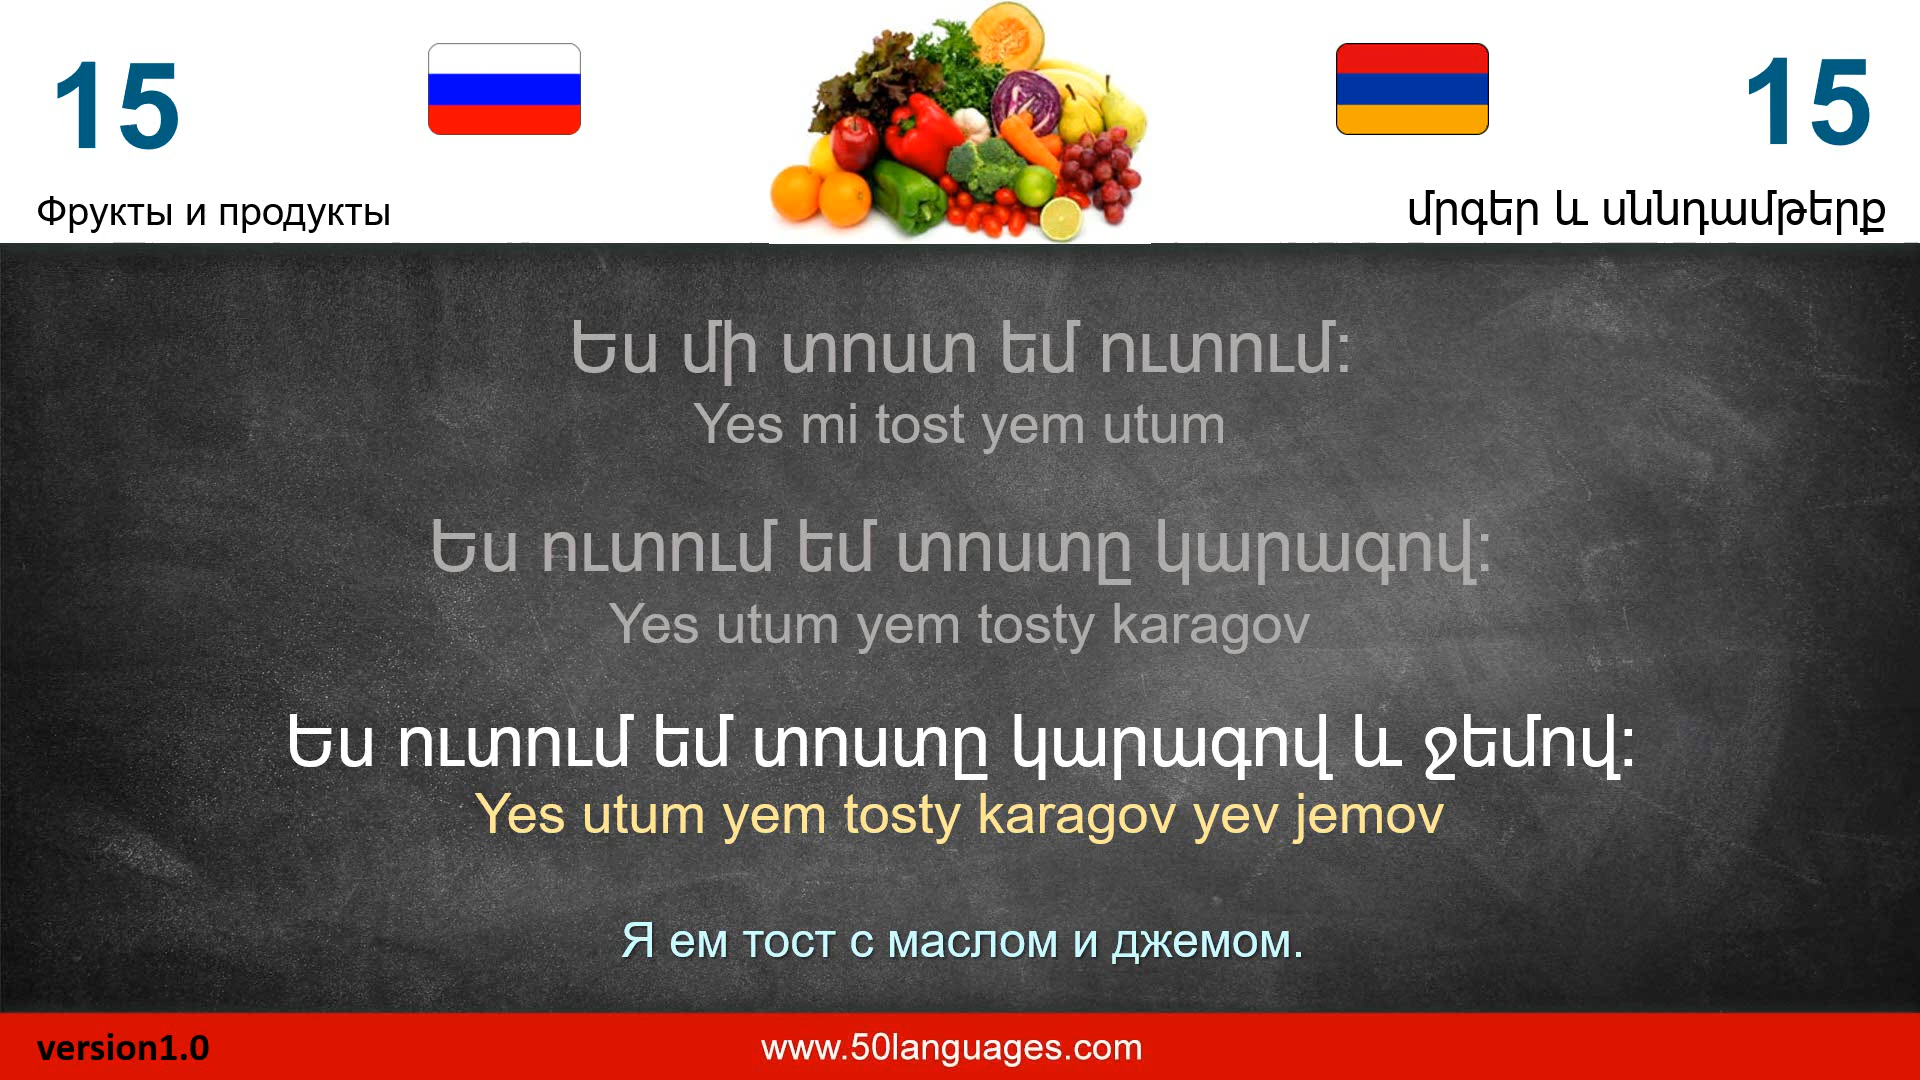 15
15
Фрукты и продукты
մրգեր և սննդամթերք
Ես մի տոստ եմ ուտում:
Yes mi tost yem utum
Ես ուտում եմ տոստը կարագով:
Yes utum yem tosty karagov
Ես ուտում եմ տոստը կարագով և ջեմով:
Yes utum yem tosty karagov yev jemov
Я ем тост с маслом и джемом.
version1.0
www.50languages.com